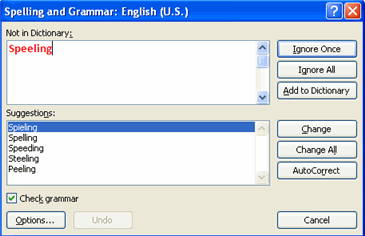 Spelling and Grammar: English (U.S.)
Not in Dictionary:
Speeling
Ignore Once
Ignore All
Add to Dictionary
Suggestions:
Spieling
Spelling
Speeding
Steeling
Peeling
Change
Change All
AutoCorrect
Check grammar
Options... Undo Cancel